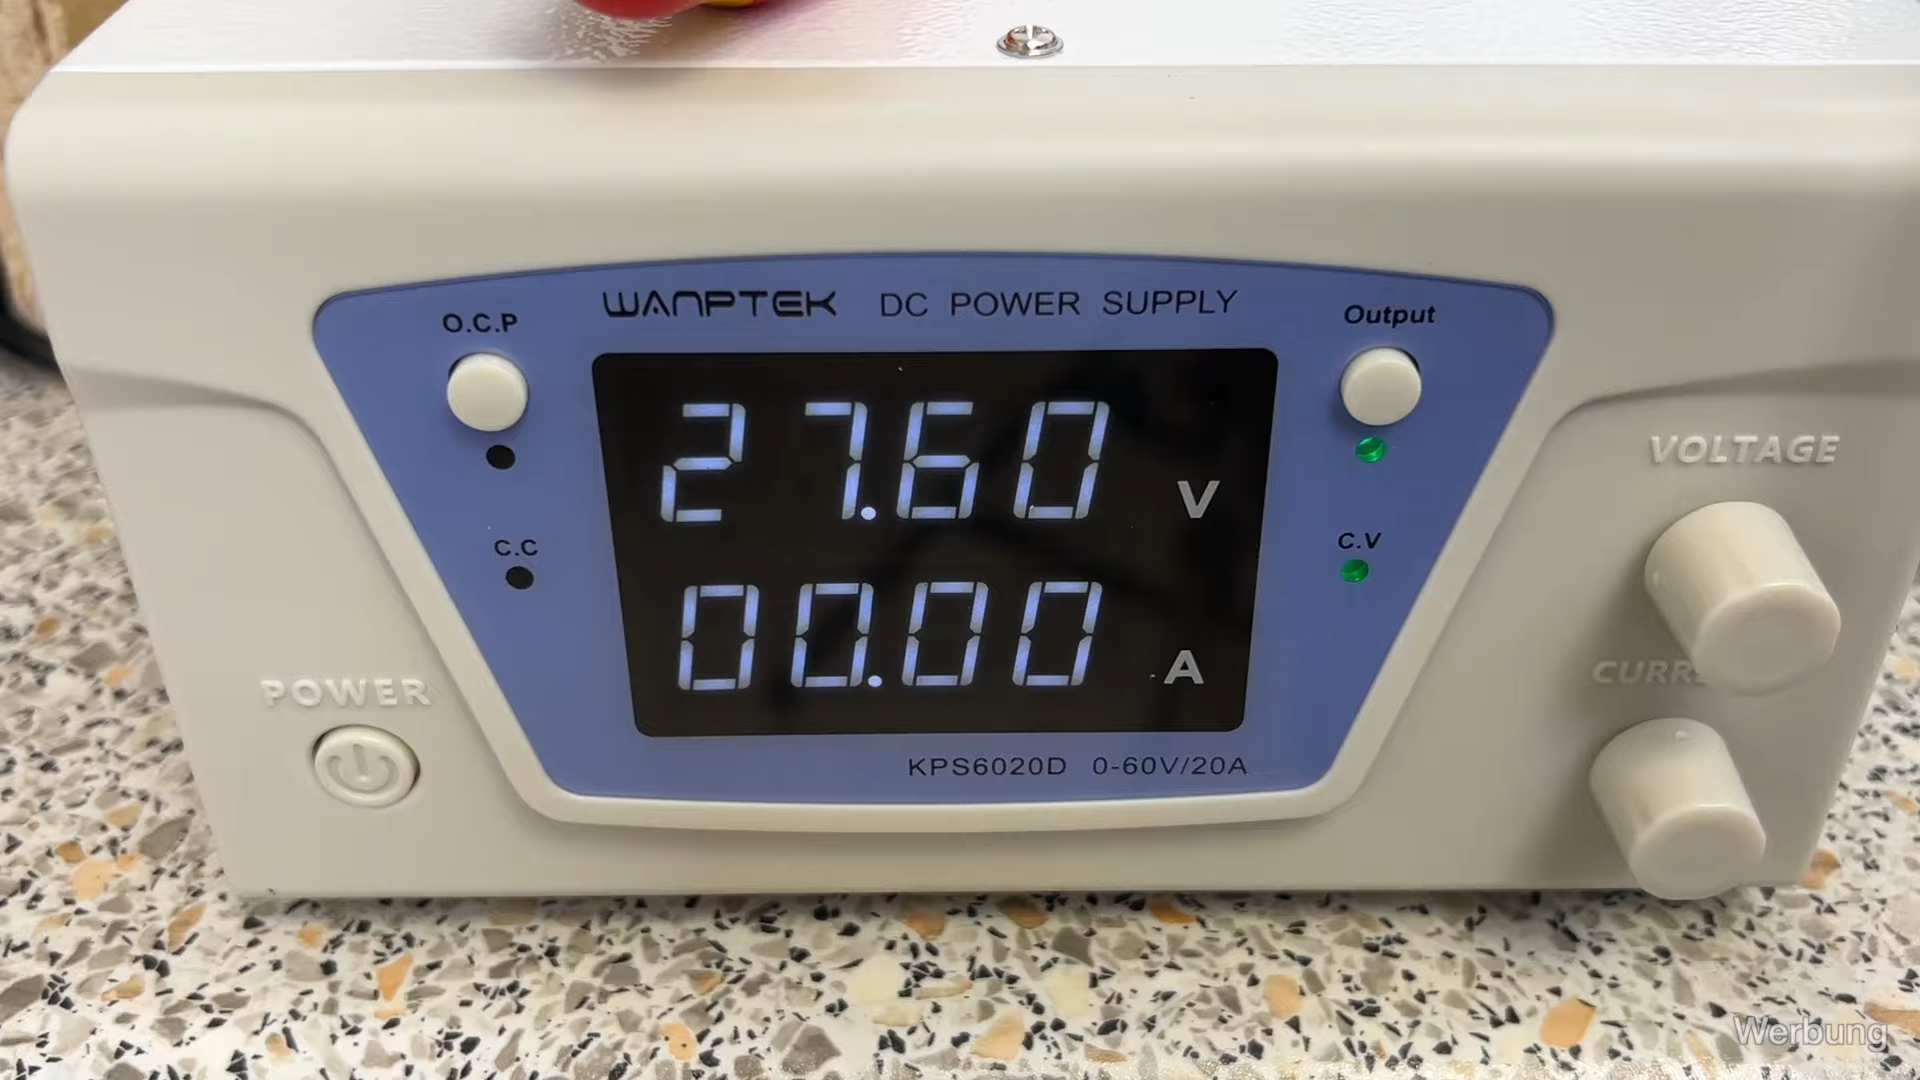 WANPTEK DC POWER SUPPLY
O.C.P
Output
27.60 V
VOLTAGE
C.C
C.V
00.00 A
POWER
KPS6020D 0-60V/20A
Werbung